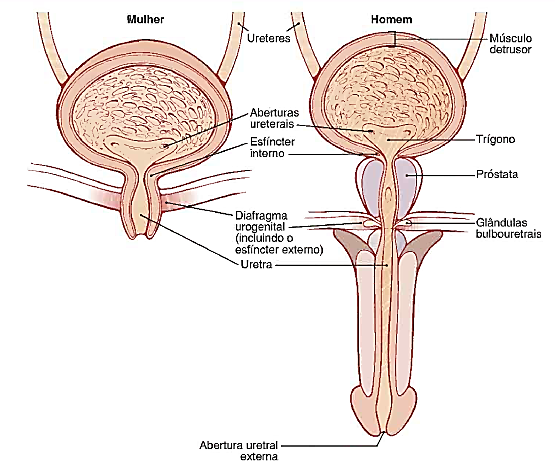 Mulher
Homem
Ureteres
Músculo
detrusor
Aberturas
ureterais
Esfíncter
interno
Trígono
Próstata
Diafragma
urogenital
(incluindo o
esfíncter externo)
Glândulas
bulbouretrais
Uretra
Abertura uretral
externa